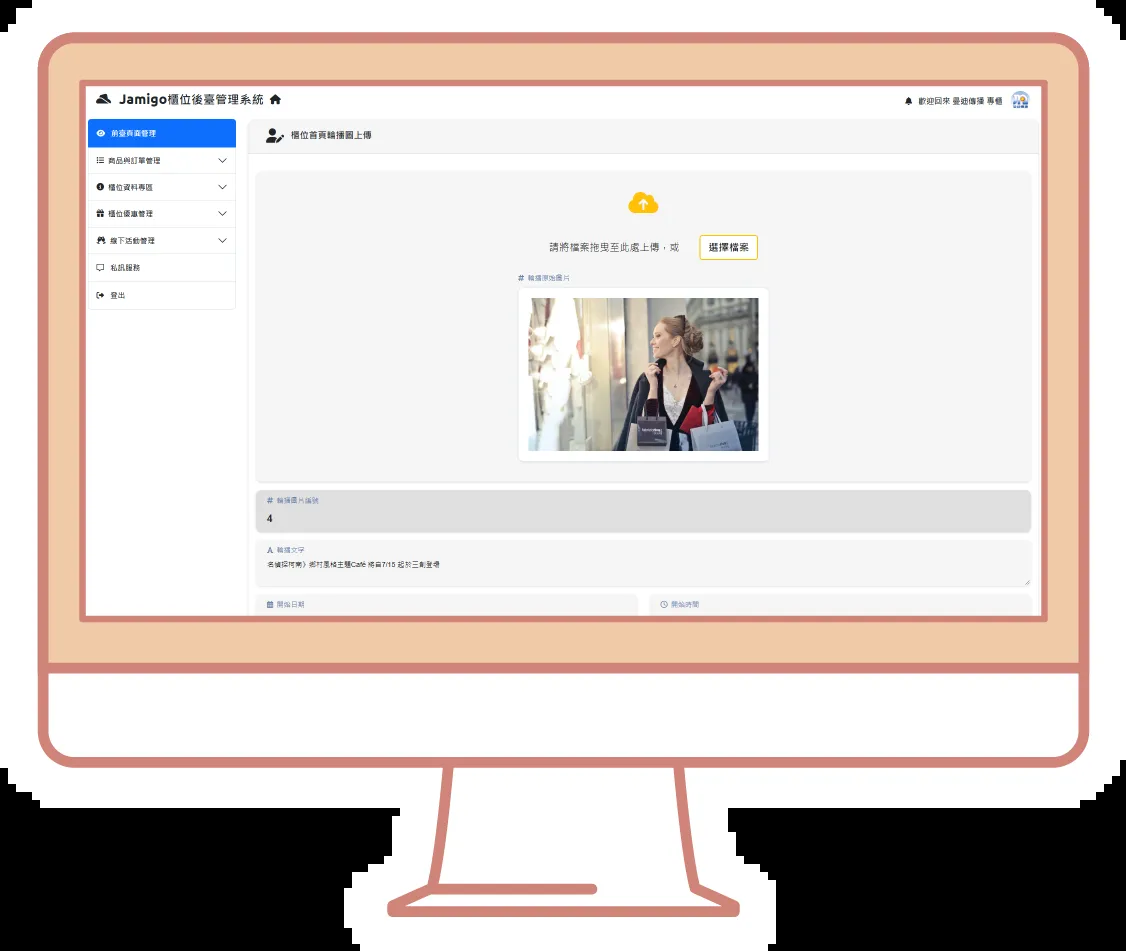 Jamigo櫃位後臺管理系統
歡迎回來 曼迪傳播 專櫃
前臺頁面管理
商品與訂單管理
櫃位資料專區
櫃位優惠管理
線下活動管理
私訊服務
登出
櫃位首頁輪播圖上傳
請將檔案拖曳至此處上傳，或
選擇檔案
# 輪播原始圖片
# 輪播圖片編號
4
A 輪播文字
名偵探柯南》鄉村風格主題Café 將自7/15 起於三創登場
開始日期
開始時間